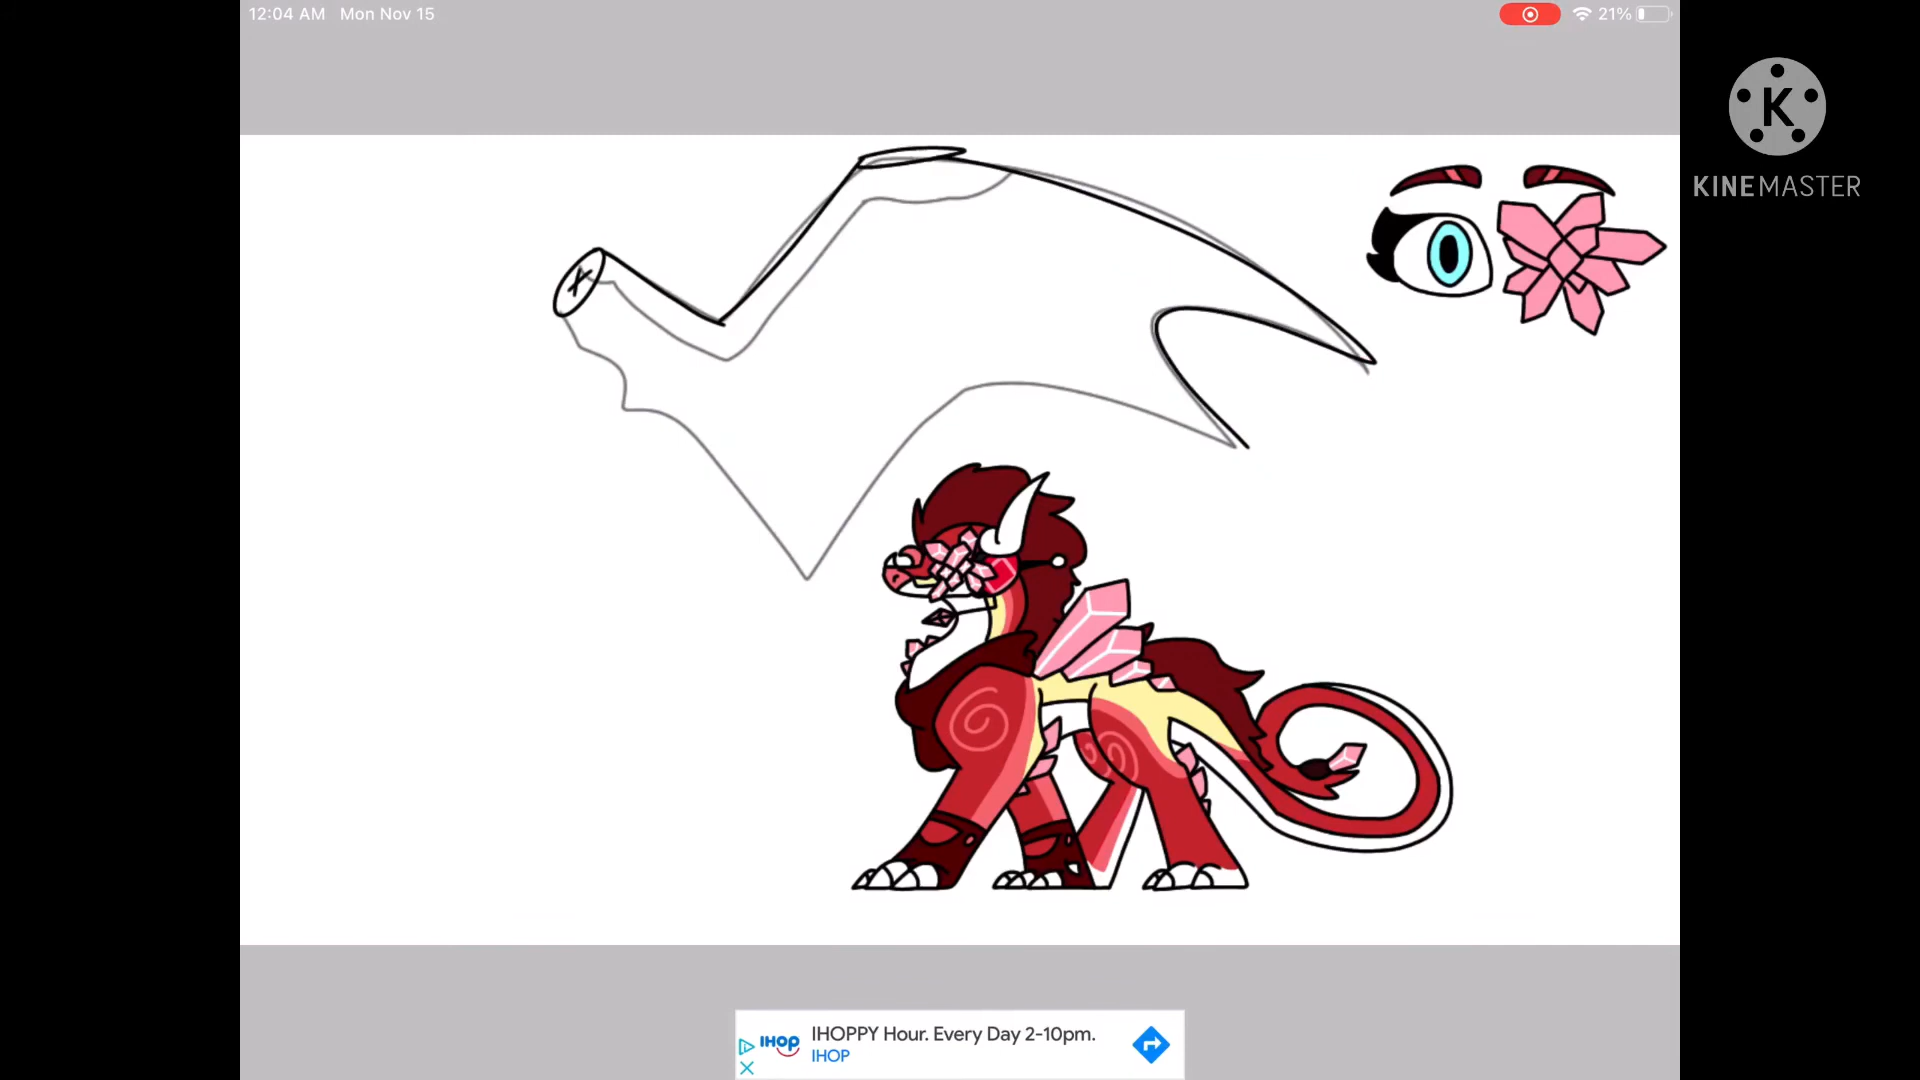 12:04 AM Mon Nov 15
21%
K
KINEMASTER
IHOP
IHOPPY Hour. Every Day 2-10pm.
IHOP